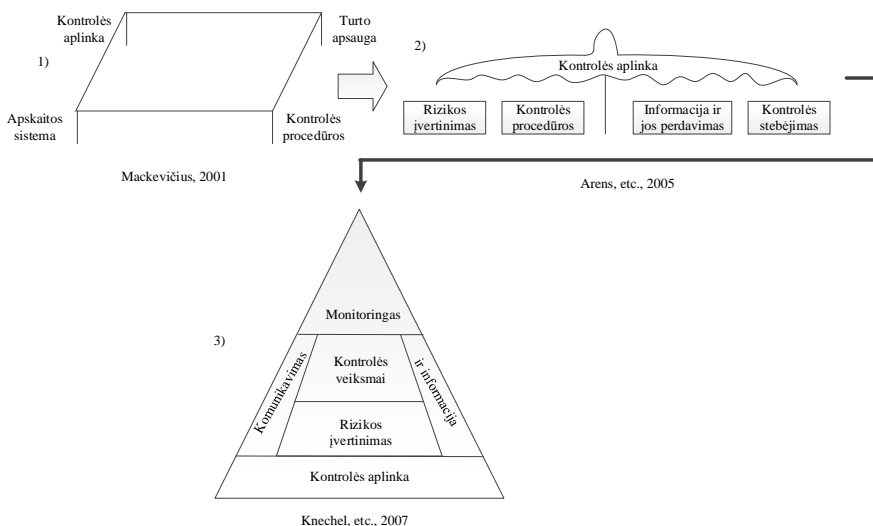 Kontrolės
aplinka
Turto
apsauga
1)
Apskaitos
sistema
Kontrolės
procedūros
Mackevičius, 2001
2)
Kontrolės aplinka
Rizikos
įvertinimas
Kontrolės
procedūros
Informacija ir
jos perdavimas
Kontrolės
stebėjimas
Arens, etc., 2005
3)
Monitoringas
Komunikavimas
ir informacija
Kontrolės
veiksmai
Rizikos
įvertinimas
Kontrolės aplinka
Knechel, etc., 2007